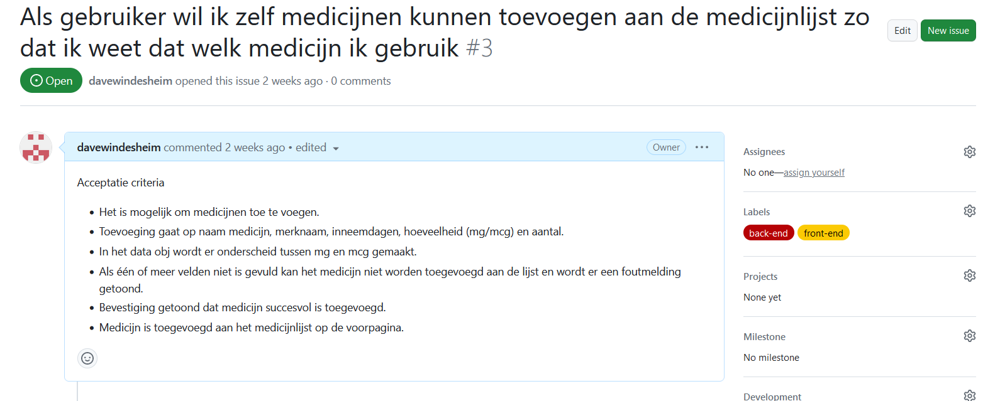 Als gebruiker wil ik zelf medicijnen kunnen toevoegen aan de medicijnlijst zo
dat ik weet dat welk medicijn ik gebruik #3
Edit
New issue
Open
davewindesheim opened this issue 2 weeks ago · 0 comments
davewindesheim commented 2 weeks ago • edited
Owner
Acceptatie criteria
• Het is mogelijk om medicijnen toe te voegen.
• Toevoeging gaat op naam medicijn, merknaam, inneemdagen, hoeveelheid (mg/mcg) en aantal.
• In het data obj wordt er onderscheid tussen mg en mcg gemaakt.
• Als één of meer velden niet is gevuld kan het medicijn niet worden toegevoegd aan de lijst en wordt er een foutmelding
getoond.
• Bevestiging getoond dat medicijn succesvol is toegevoegd.
• Medicijn is toegevoegd aan het medicijnlijst op de voorpagina.
Assignees
No one—assign yourself
Labels
back-end front-end
Projects
None yet
Milestone
No milestone
Development